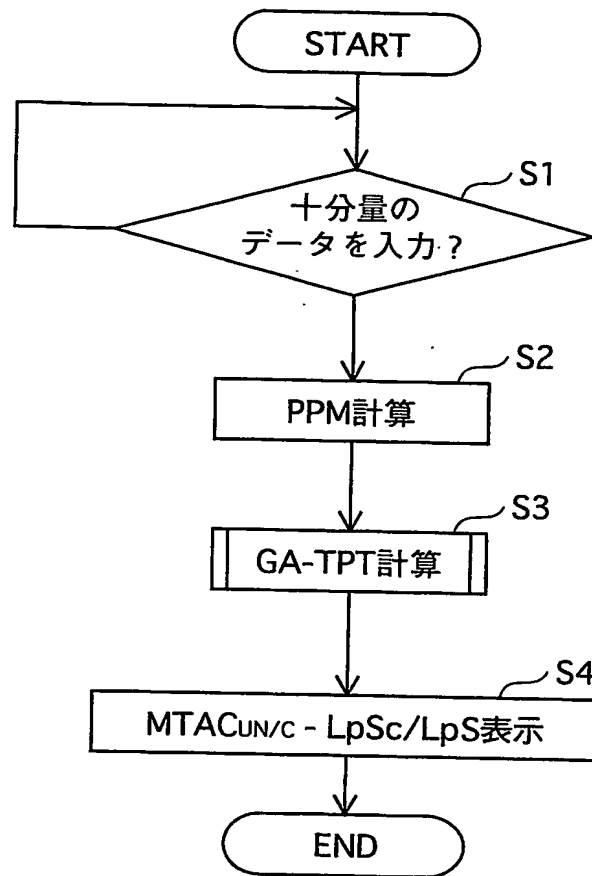 START
S1
十分量の
データを入力?
S2
PPM計算
S3
GA-TPT計算
S4
MTACUN/C - LpSc/LpS表示
END